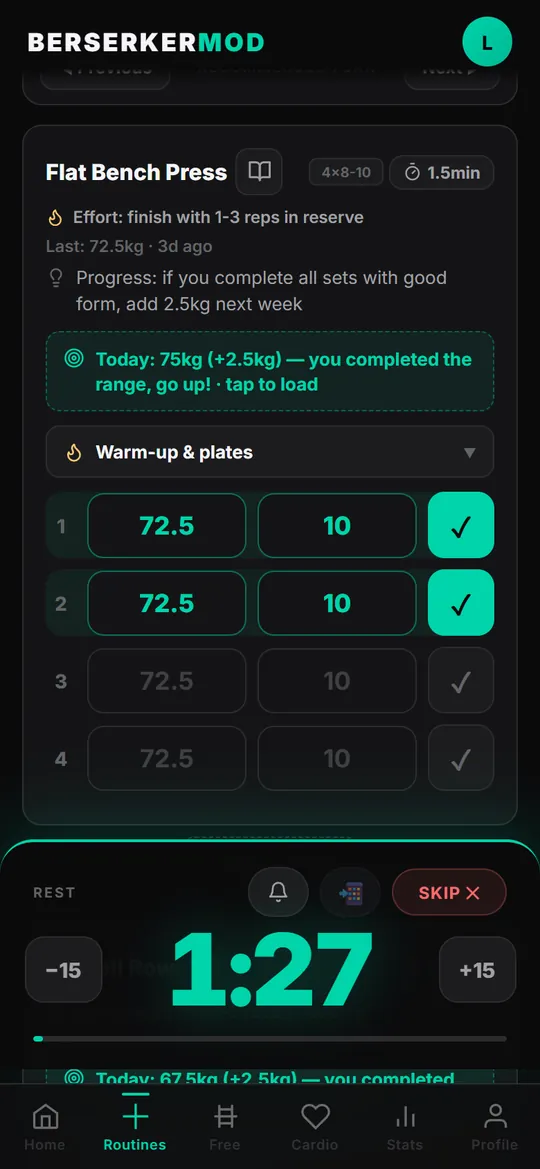 BERSERKERMOD
L
Previous
Next
Flat Bench Press
4×8-10
1.5min
Effort: finish with 1-3 reps in reserve
Last: 72.5kg · 3d ago
Progress: if you complete all sets with good
form, add 2.5kg next week
Today: 75kg (+2.5kg) — you completed the
range, go up! · tap to load
Warm-up & plates
1 72.5 10
2 72.5 10
3 72.5 10
4 72.5 10
REST
SKIP
−15
1:27
+15
Today: 67.5kg (+2.5kg) — you completed
Home
Routines
Free
Cardio
Stats
Profile